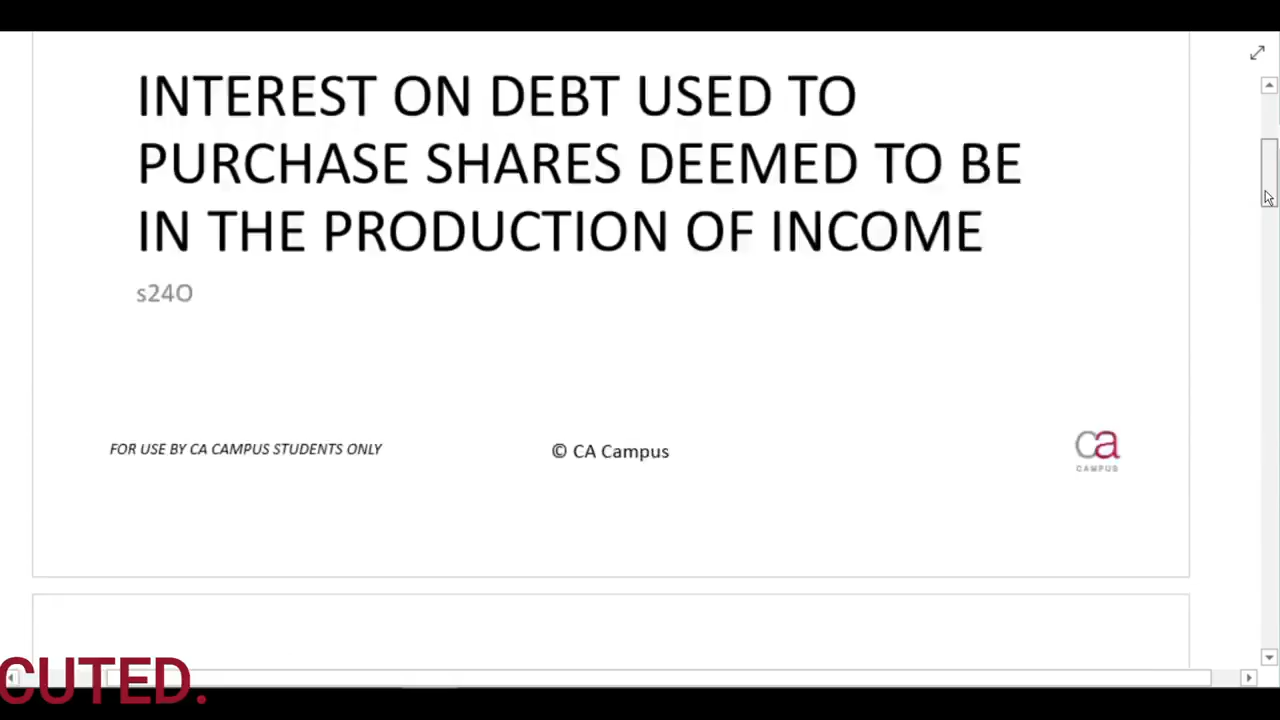 INTEREST ON DEBT USED TO
PURCHASE SHARES DEEMED TO BE
IN THE PRODUCTION OF INCOME
s24O
FOR USE BY CA CAMPUS STUDENTS ONLY
© CA Campus
ca
CAMPUS
CUTED.